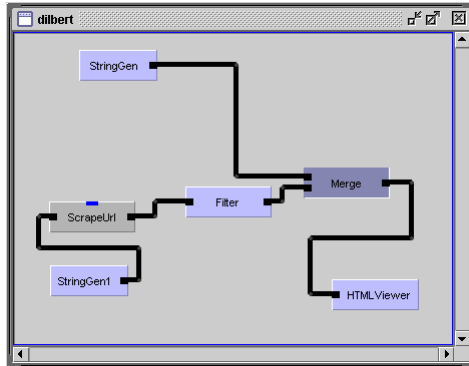 dilbert
StringGen
Merge
Filter
ScrapeUrl
StringGen1
HTMLViewer